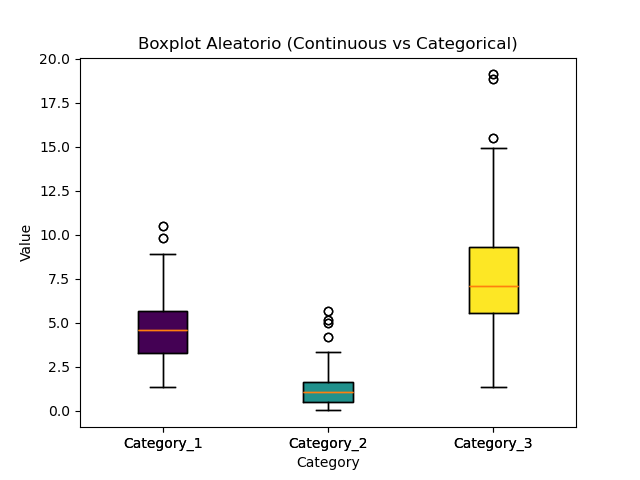 Boxplot Aleatorio (Continuous vs Categorical)
20.0
17.5
15.0
12.5
10.0
7.5
5.0
2.5
0.0
Value
Category_1 Category_2 Category_3
Category